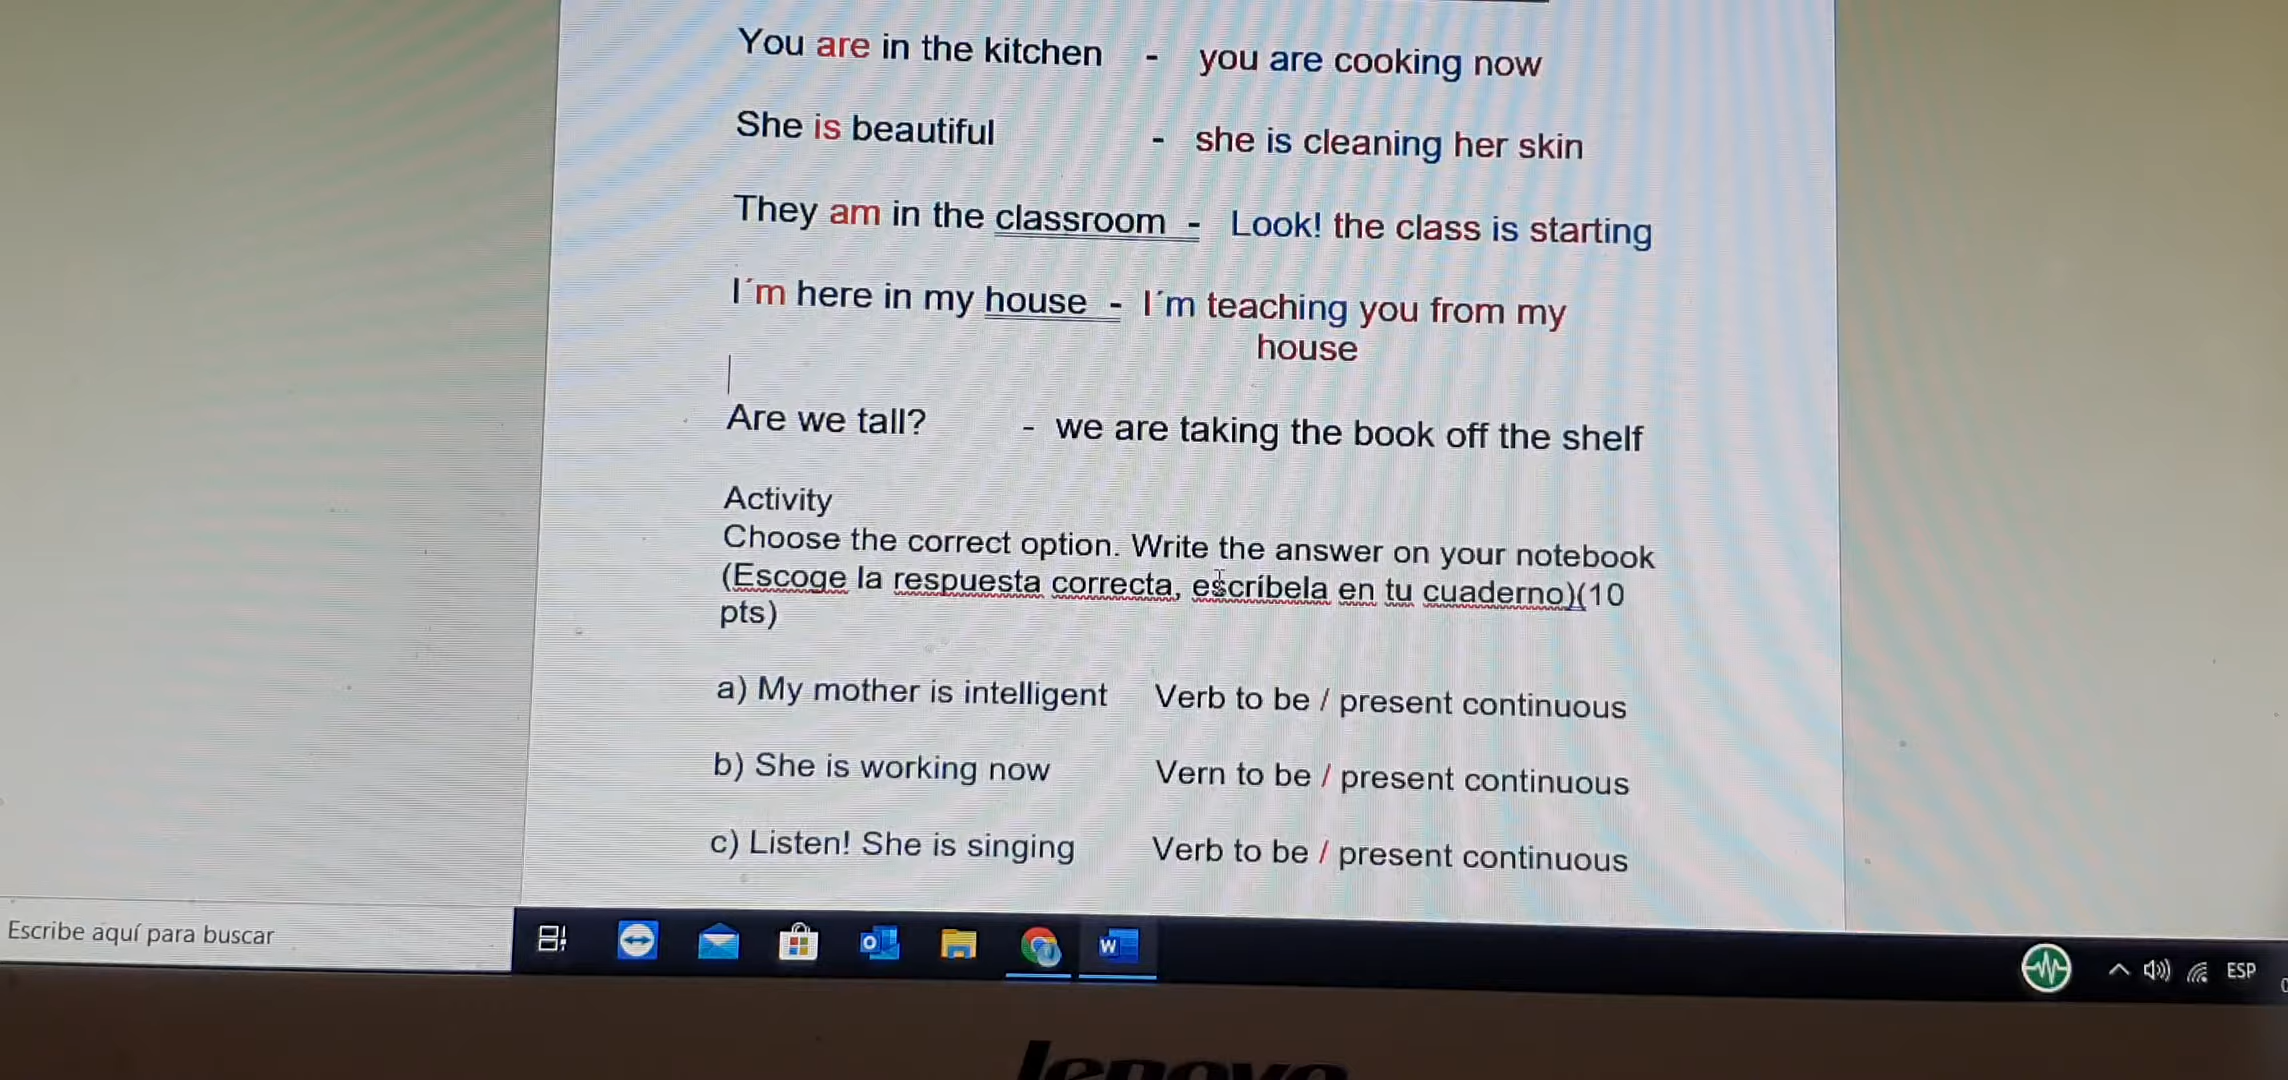 You are in the kitchen - you are cooking now
She is beautiful - she is cleaning her skin
They am in the classroom - Look! the class is starting
I´m here in my house - I´m teaching you from my
house
Are we tall? - we are taking the book off the shelf
Activity
Choose the correct option. Write the answer on your notebook
(Escoge la respuesta correcta, escríbela en tu cuaderno)(10
pts)
a) My mother is intelligent Verb to be / present continuous
b) She is working now Vern to be / present continuous
c) Listen! She is singing Verb to be / present continuous
Escribe aquí para buscar
ESP
lenovo